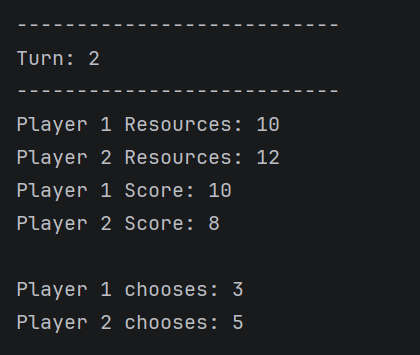 ---------------------------
Turn: 2
---------------------------
Player 1 Resources: 10
Player 2 Resources: 12
Player 1 Score: 10
Player 2 Score: 8
Player 1 chooses: 3
Player 2 chooses: 5